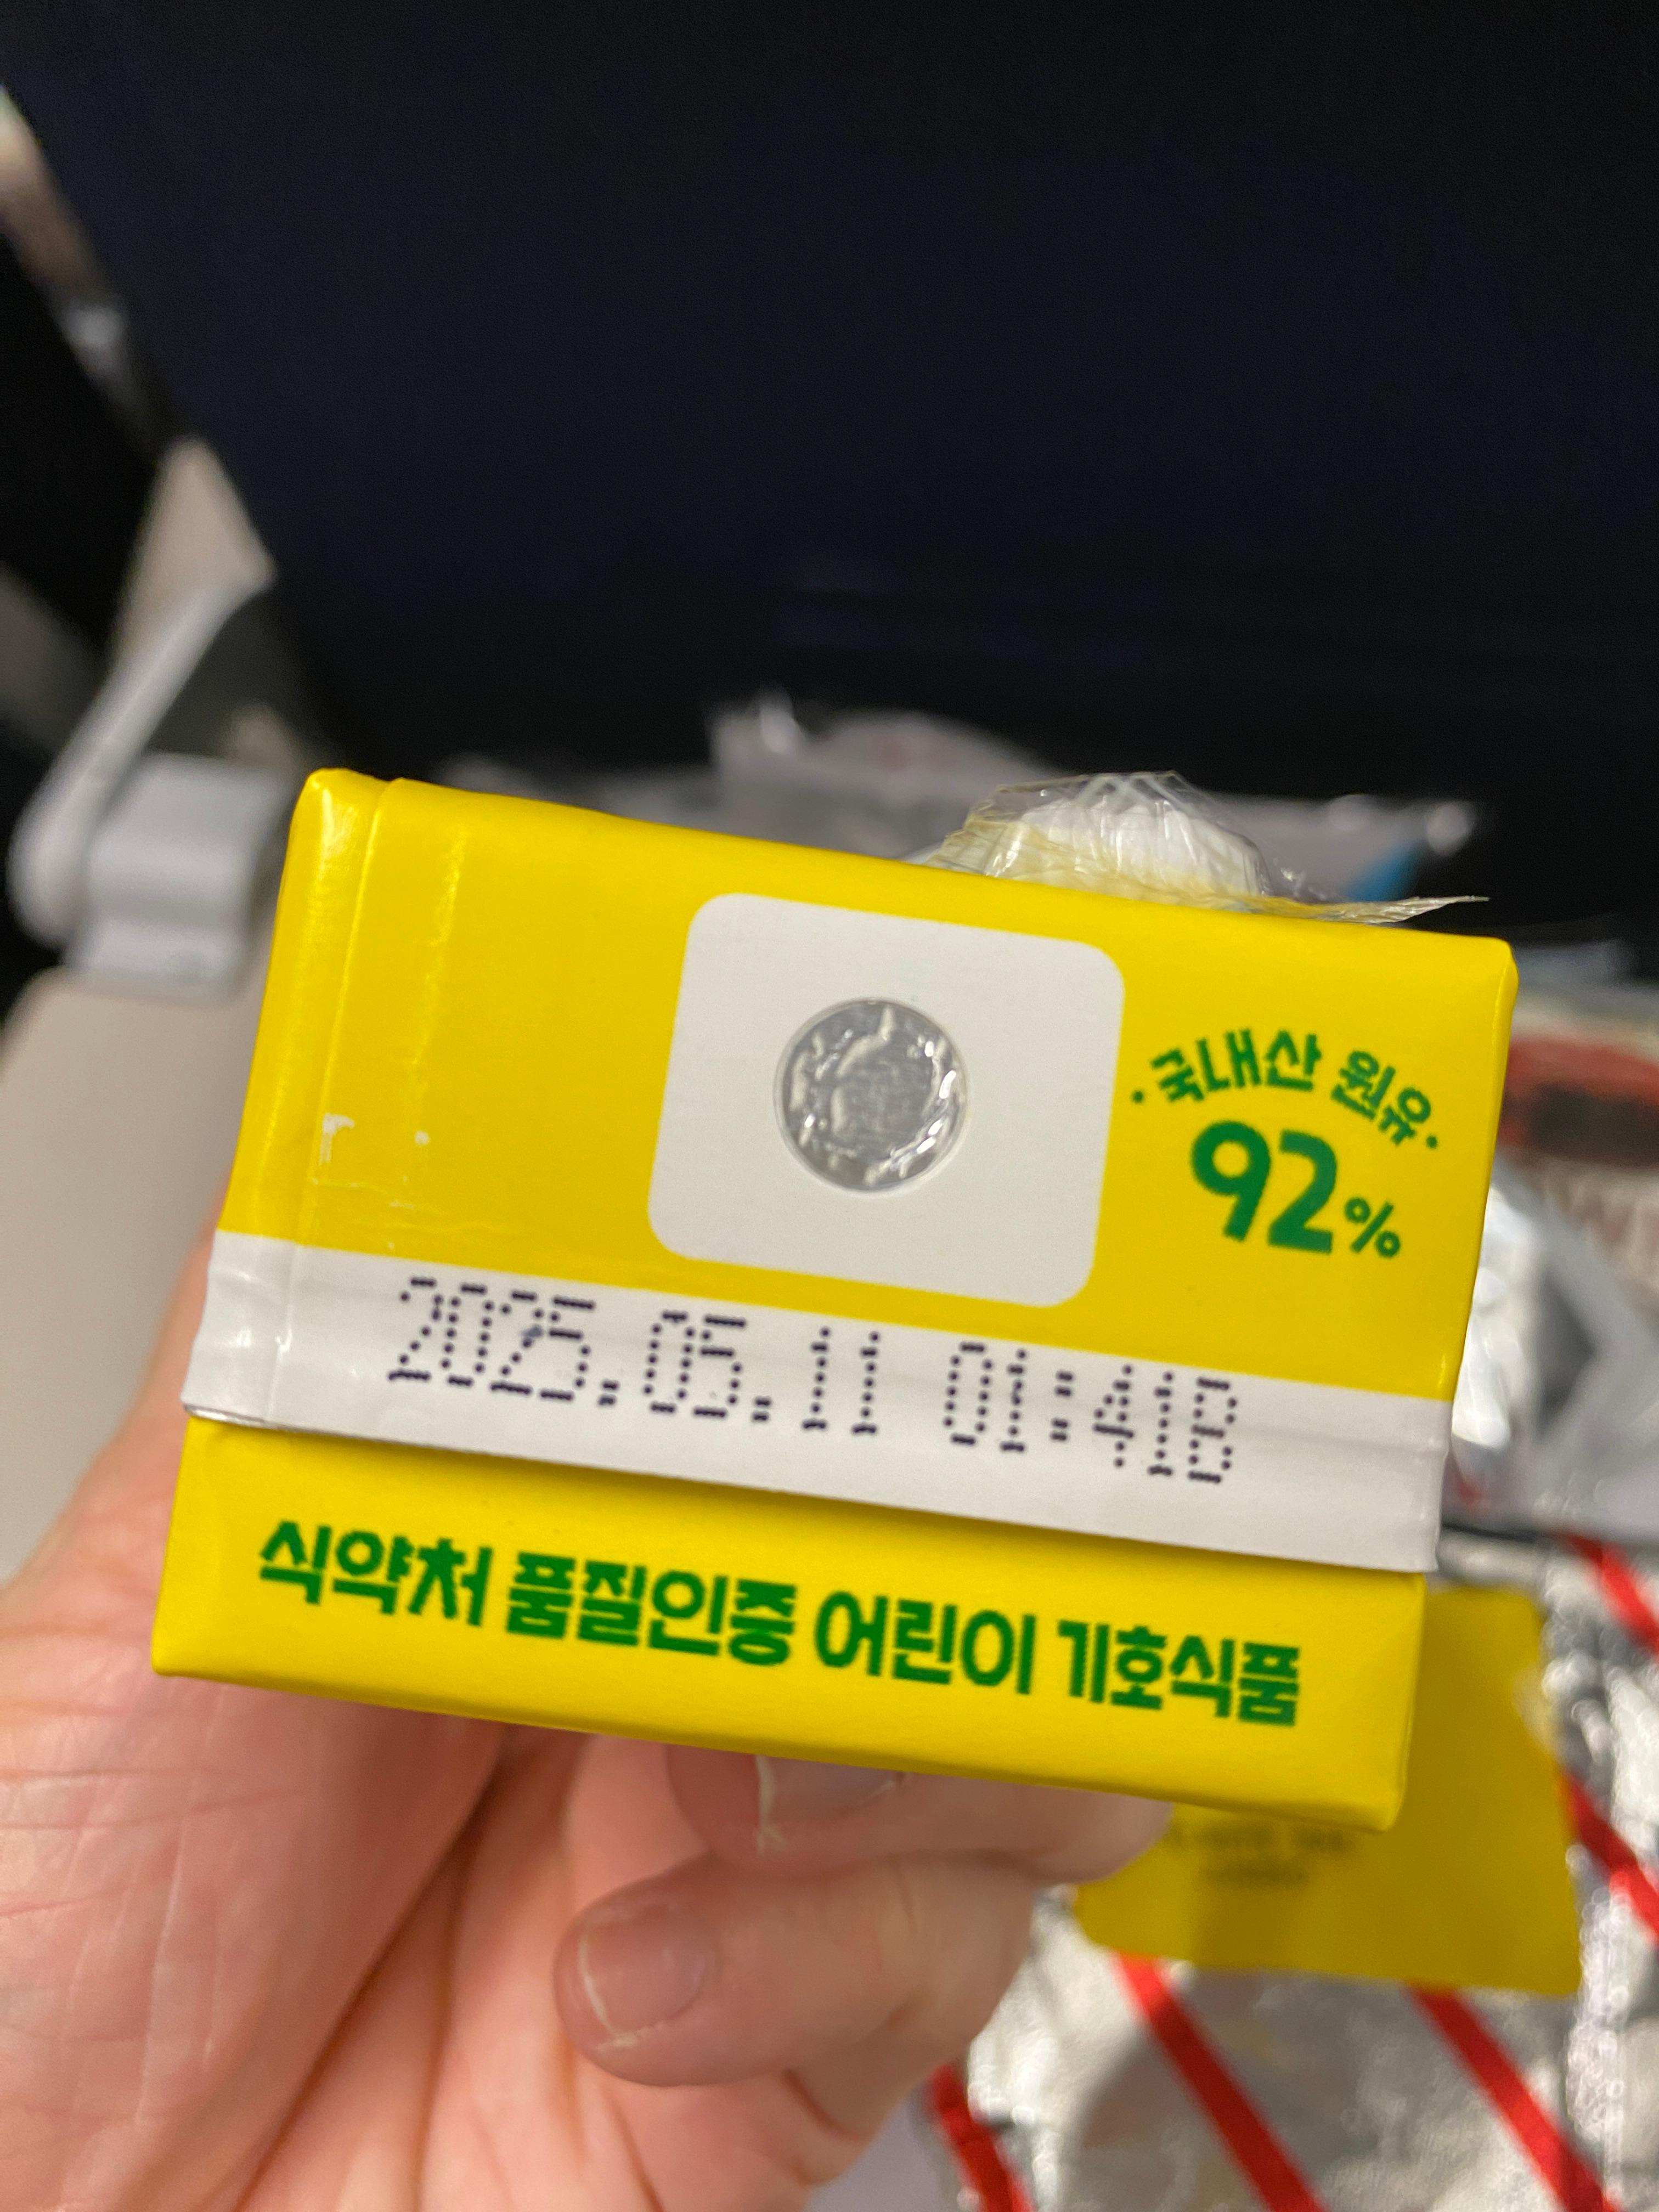 ·국내산 원유·
92%
2025.05.11 01:41B
식약처 품질인증 어린이 기호식품